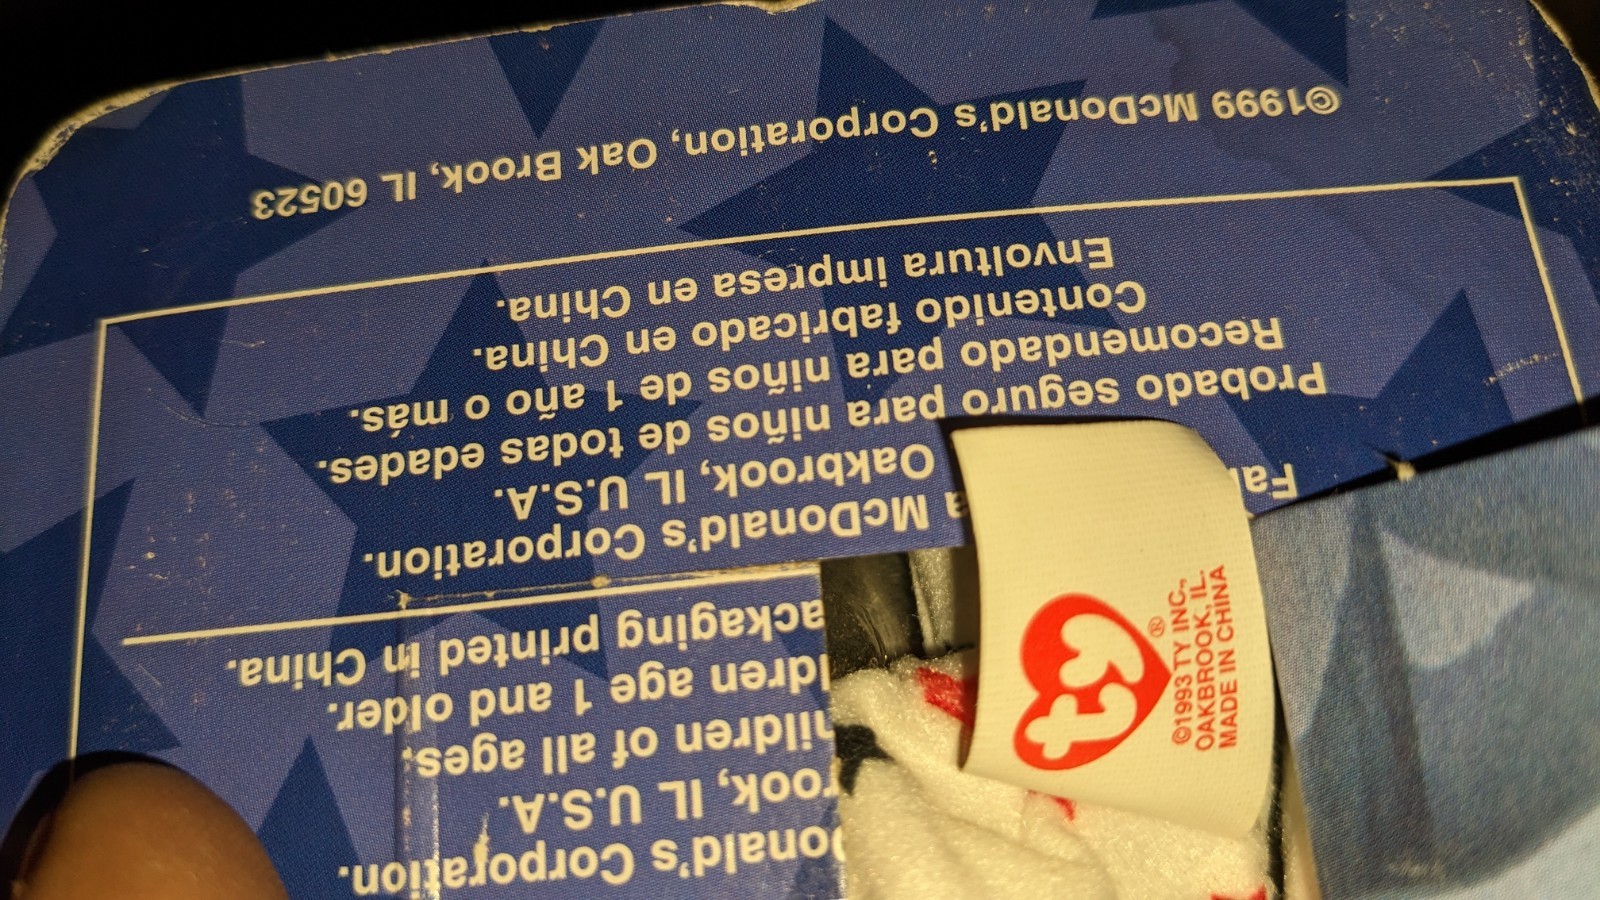 onald's Corporation.
rook, IL U.S.A.
hildren of all ages.
ldren age 1 and older.
ackaging printed in China.
Fa a McDonald's Corporation.
Oakbrook, IL U.S.A.
Probado seguro para niños de todas edades.
Recomendado para niños de 1 año o más.
Contenido fabricado en China.
Envoltura impresa en China.
©1999 McDonald's Corporation, Oak Brook, IL 60523
ty®
©1993 TY INC.,
OAKBROOK, IL.
MADE IN CHINA